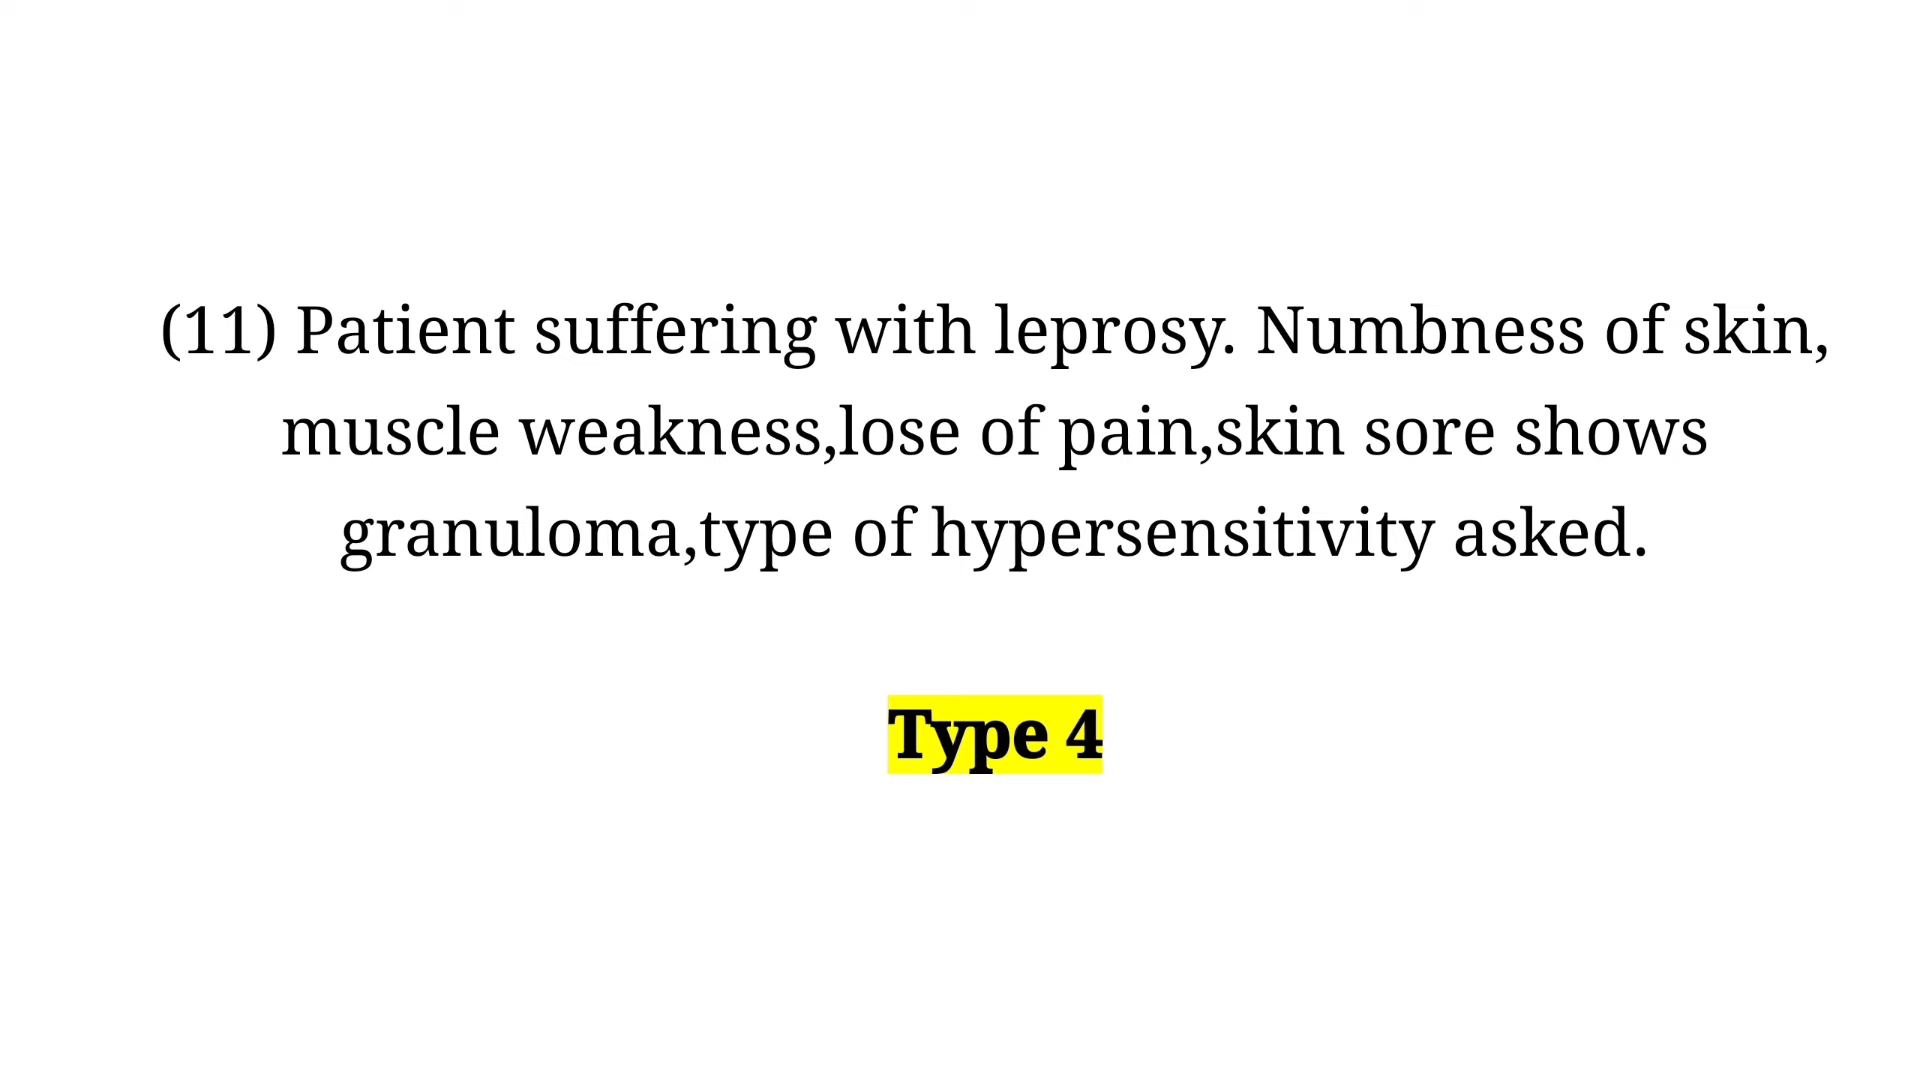 (11) Patient suffering with leprosy. Numbness of skin,
muscle weakness,lose of pain,skin sore shows
granuloma,type of hypersensitivity asked.
Type 4